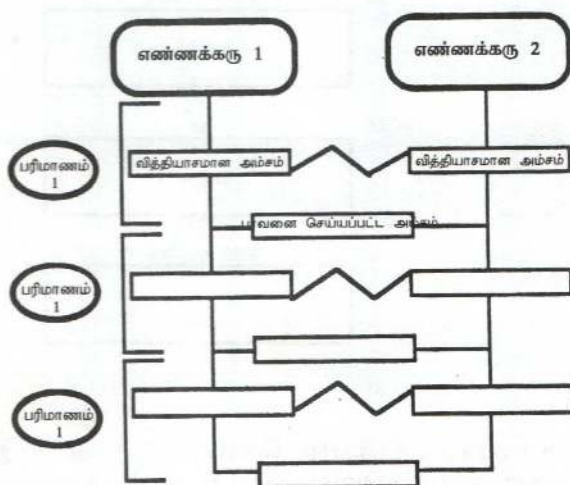 எண்ணக்கரு 1
எண்ணக்கரு 2
பரிமாணம்
1
வித்தியாசமான அம்சம்
வித்தியாசமான அம்சம்
செய்யப்பட்ட அம்சம்
பரிமாணம்
1
பரிமாணம்
1